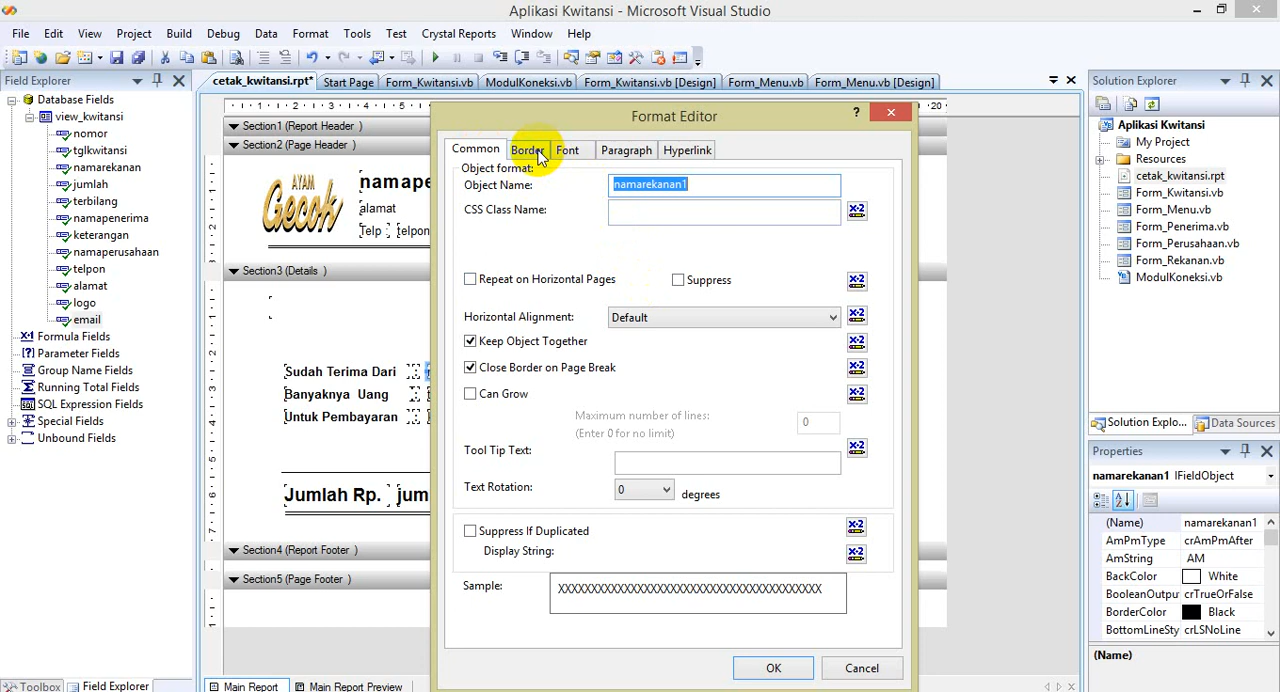 Aplikasi Kwitansi - Microsoft Visual Studio
File Edit View Project Build Debug Data Format Tools Test Crystal Reports Window Help
Field Explorer
Database Fields
view_kwitansi
nomor
tglkwitansi
namarekanan
jumlah
terbilang
namapenerima
keterangan
namaperusahaan
telpon
alamat
logo
email
Formula Fields
Parameter Fields
Group Name Fields
Running Total Fields
SQL Expression Fields
Special Fields
Unbound Fields
Toolbox Field Explorer
cetak_kwitansi.rpt* Start Page Form_Kwitansi.vb ModulKoneksi.vb Form_Kwitansi.vb [Design] Form_Menu.vb Form_Menu.vb [Design]
Section1 (Report Header )
Section2 (Page Header )
AYAM
Gecok
namape
alamat
Telp : telpon
Section3 (Details )
Sudah Terima Dari :
Banyaknya Uang :
Untuk Pembayaran :
Jumlah Rp. jum
Section4 (Report Footer )
Section5 (Page Footer )
Main Report Main Report Preview
Format Editor
Common Border Font Paragraph Hyperlink
Object format:
Object Name: namarekanan1
CSS Class Name:
Repeat on Horizontal Pages Suppress
Horizontal Alignment: Default
Keep Object Together
Close Border on Page Break
Can Grow
Maximum number of lines: 0
(Enter 0 for no limit)
Tool Tip Text:
Text Rotation: 0 degrees
Suppress If Duplicated
Display String:
Sample: XXXXXXXXXXXXXXXXXXXXXXXXXXXXXXXXXXXXXXXX
OK Cancel
Solution Explorer
Aplikasi Kwitansi
My Project
Resources
cetak_kwitansi.rpt
Form_Kwitansi.vb
Form_Menu.vb
Form_Penerima.vb
Form_Perusahaan.vb
Form_Rekanan.vb
ModulKoneksi.vb
Solution Explo... Data Sources
Properties
namarekanan1 IFieldObject
(Name) namarekanan1
AmPmType crAmPmAfter
AmString AM
BackColor White
BooleanOutpu crTrueOrFalse
BorderColor Black
BottomLineSty crLSNoLine
(Name)